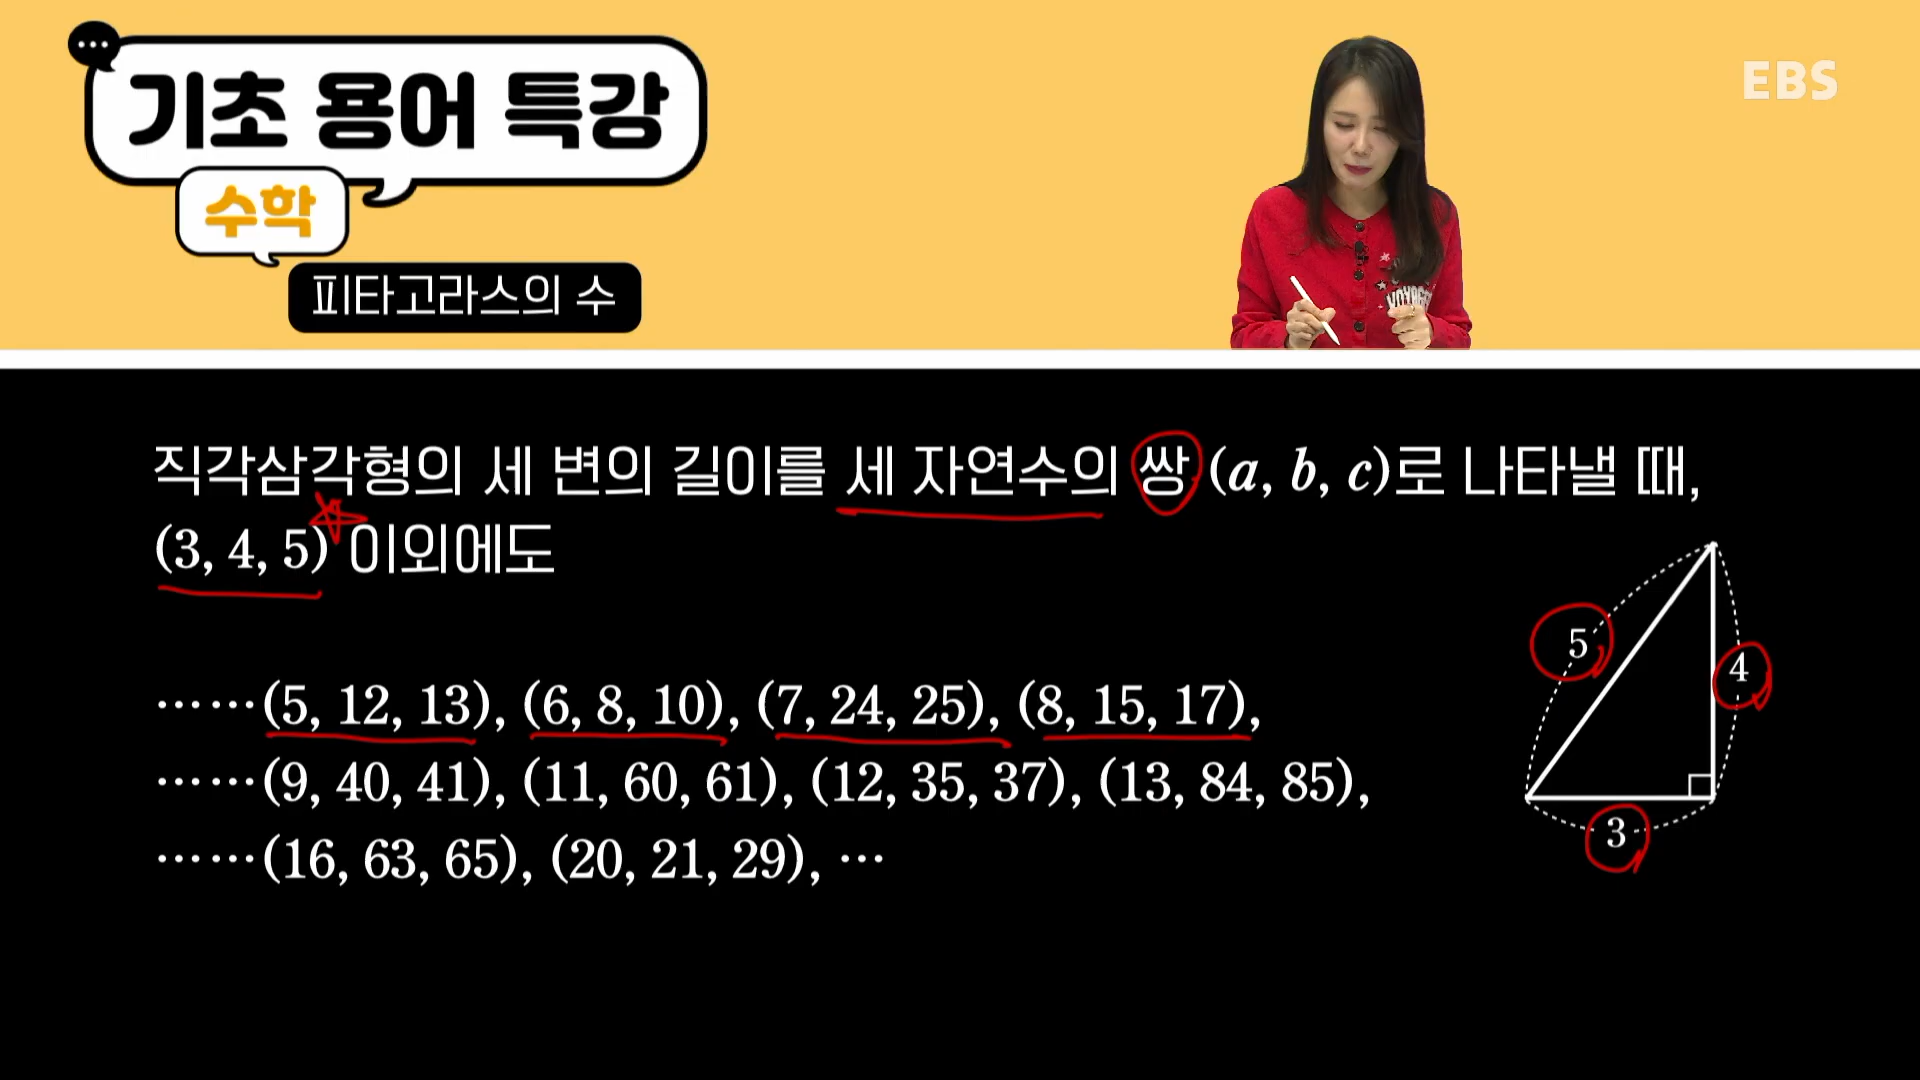 기초 용어 특강
EBS
수학
피타고라스의 수
VOYAGE
직각삼각형의 세 변의 길이를 세 자연수의 쌍 (a, b, c)로 나타낼 때,
(3, 4, 5) 이외에도
5
4
3
⋯⋯(5, 12, 13), (6, 8, 10), (7, 24, 25), (8, 15, 17),
⋯⋯(9, 40, 41), (11, 60, 61), (12, 35, 37), (13, 84, 85),
⋯⋯(16, 63, 65), (20, 21, 29), ⋯